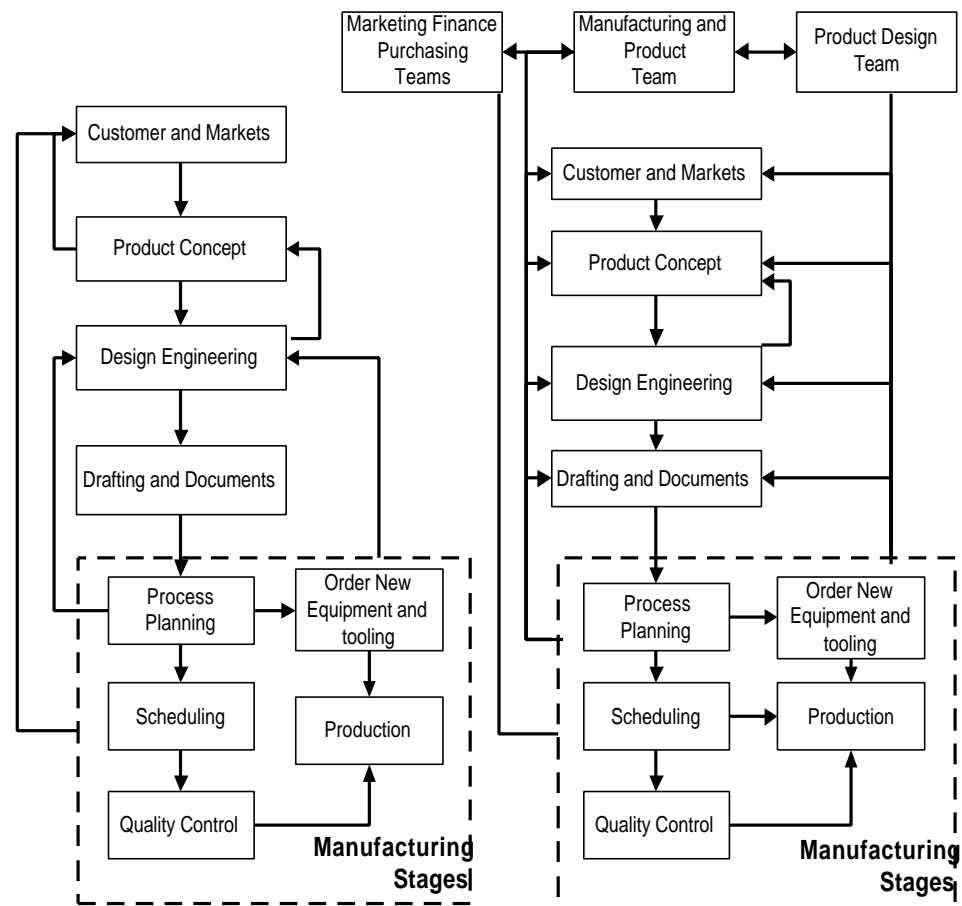 Marketing Finance
Purchasing
Teams
Manufacturing and
Product
Team
Product Design
Team
Customer and Markets
Product Concept
Design Engineering
Drafting and Documents
Process
Planning
Order New
Equipment and
tooling
Scheduling
Production
Quality Control
Manufacturing
Stages
Customer and Markets
Product Concept
Design Engineering
Drafting and Documents
Process
Planning
Order New
Equipment and
tooling
Scheduling
Production
Quality Control
Manufacturing
Stages